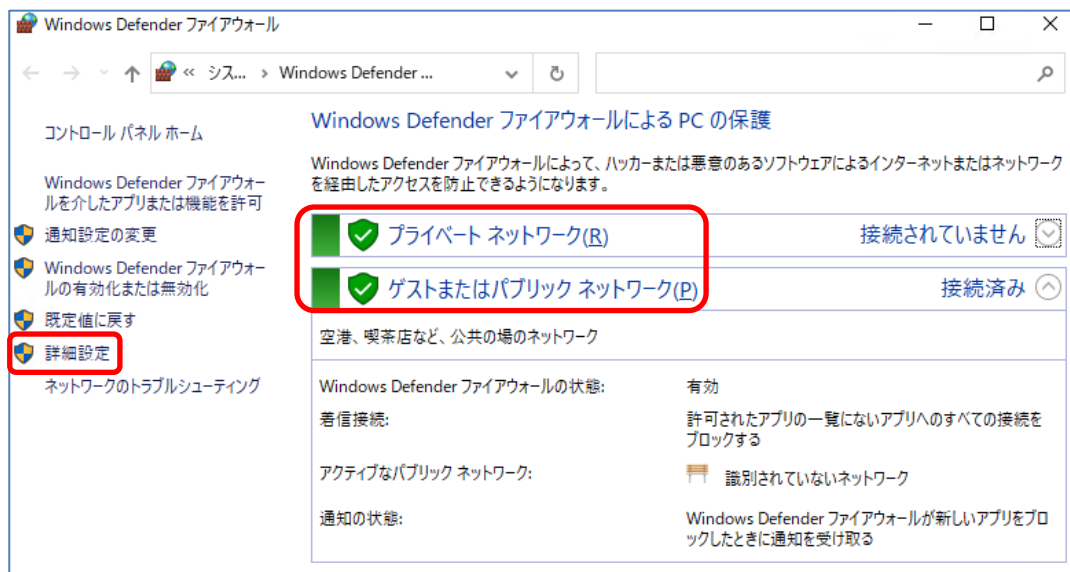 Windows Defender ファイアウォール
« シス... › Windows Defender ...
コントロール パネル ホーム
Windows Defender ファイアウォー
ルを介したアプリまたは機能を許可
通知設定の変更
Windows Defender ファイアウォー
ルの有効化または無効化
既定値に戻す
詳細設定
ネットワークのトラブルシューティング
Windows Defender ファイアウォールによる PC の保護
Windows Defender ファイアウォールによって、ハッカーまたは悪意のあるソフトウェアによるインターネットまたはネットワーク
を経由したアクセスを防止できるようになります。
プライベート ネットワーク(R) 接続されていません
ゲストまたはパブリック ネットワーク(P) 接続済み
空港、喫茶店など、公共の場のネットワーク
Windows Defender ファイアウォールの状態: 有効
着信接続: 許可されたアプリの一覧にないアプリへのすべての接続を
ブロックする
アクティブなパブリック ネットワーク: 識別されていないネットワーク
通知の状態: Windows Defender ファイアウォールが新しいアプリをブロ
ックしたときに通知を受け取る